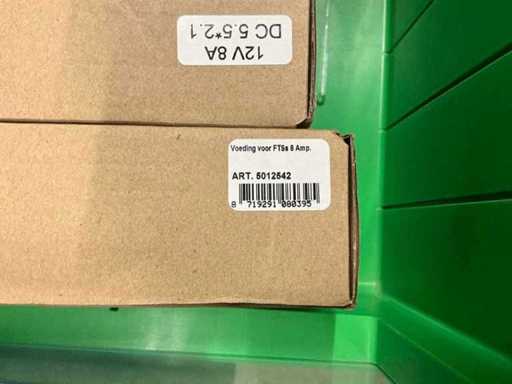 12V 8A
DC 5.5*2.1
Voeding voor FTSs 8 Amp.
ART. 5012542
8 719291 080395